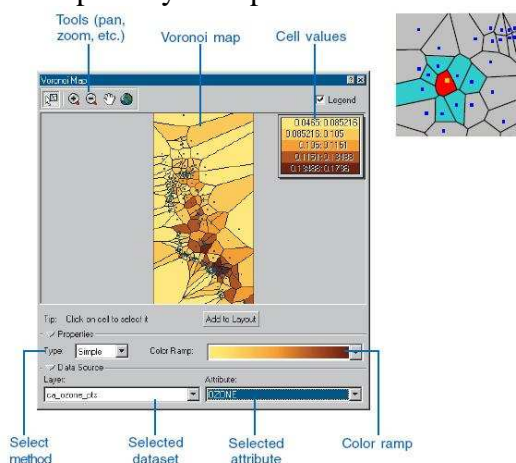 Tools (pan,
zoom, etc.)
Voronoi map
Cell values
Voronoi Map
Legend
0.0465: 0.085216
0.085216: 0.105
0.105: 0.1151
0.1151: 0.13488
0.13488: 0.1736
Tip: Click on cell to select it
Add to Layout
Properties
Type: Simple
Color Ramp:
Data Source
Layer:
Attribute:
ca_ozone_pts
OZONE
Select
method
Selected
dataset
Selected
attribute
Color ramp